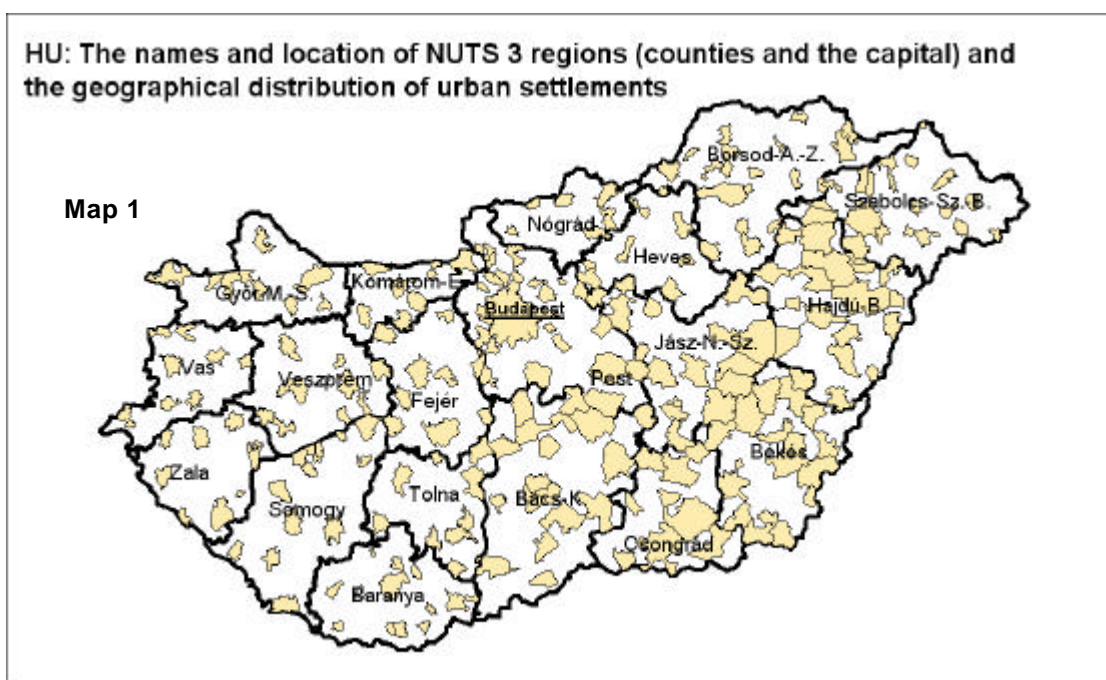 HU: The names and location of NUTS 3 regions (counties and the capital) and
the geographical distribution of urban settlements
Map 1
Borsod-A.-Z.
Szabolcs-Sz.-B.
Nógrád
Heves
Győr-M.-S.
Komárom-E.
Budapest
Hajdú-B.
Jász-N.-Sz.
Vas
Veszprém
Fejér
Pest
Zala
Somogy
Tolna
Bács-K.
Békés
Csongrád
Baranya